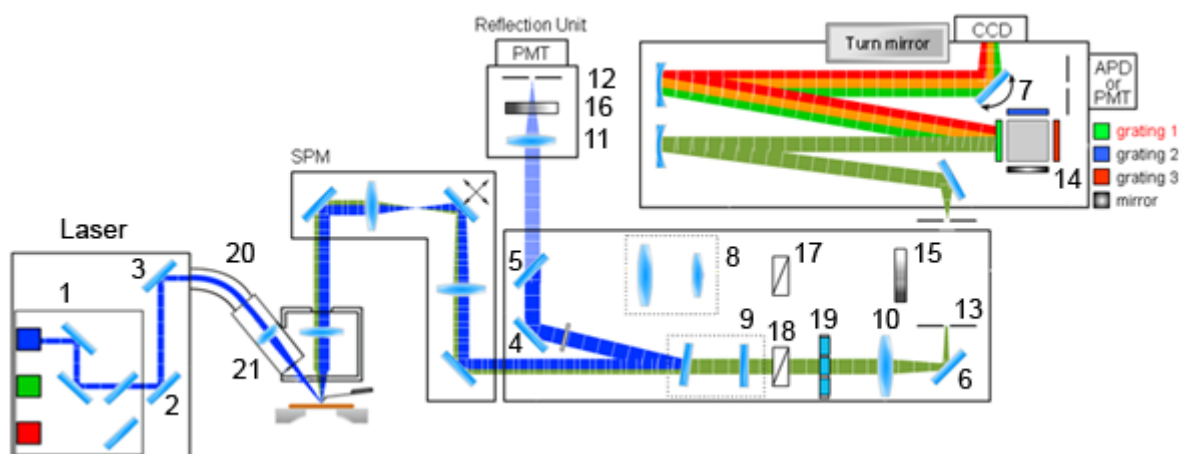 Reflection Unit
PMT
12
16
11
Turn mirror
CCD
7
APD
or
PMT
grating 1
grating 2
grating 3
mirror
14
SPM
Laser
20
3
1
2
21
5
4
8
17
15
9
18
19
10
13
6